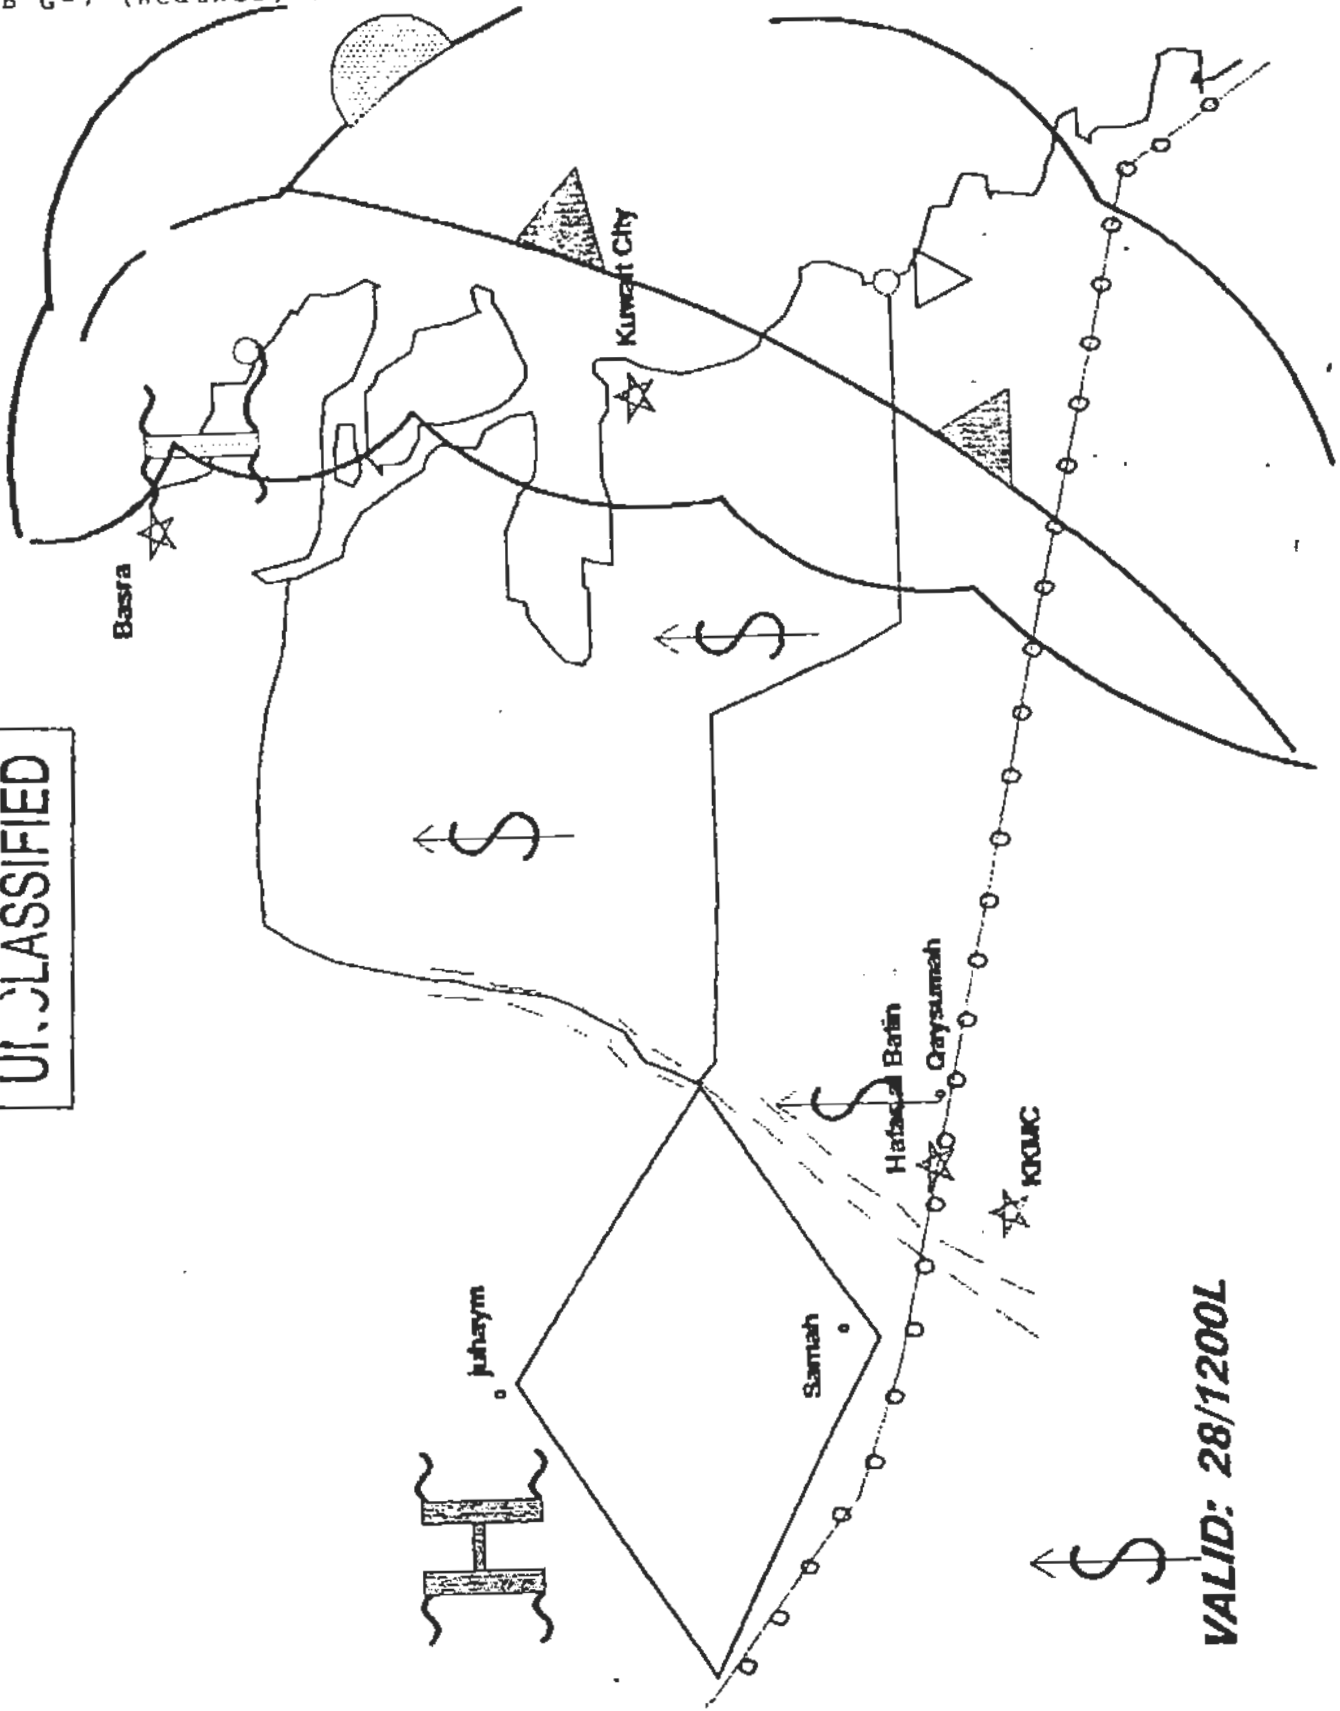 UNCLASSIFIED
Basra
Kuwait City
juhaym
Samah
Hafar al Batin
Qaysumah
KKMC
H
VALID: 28/1200L